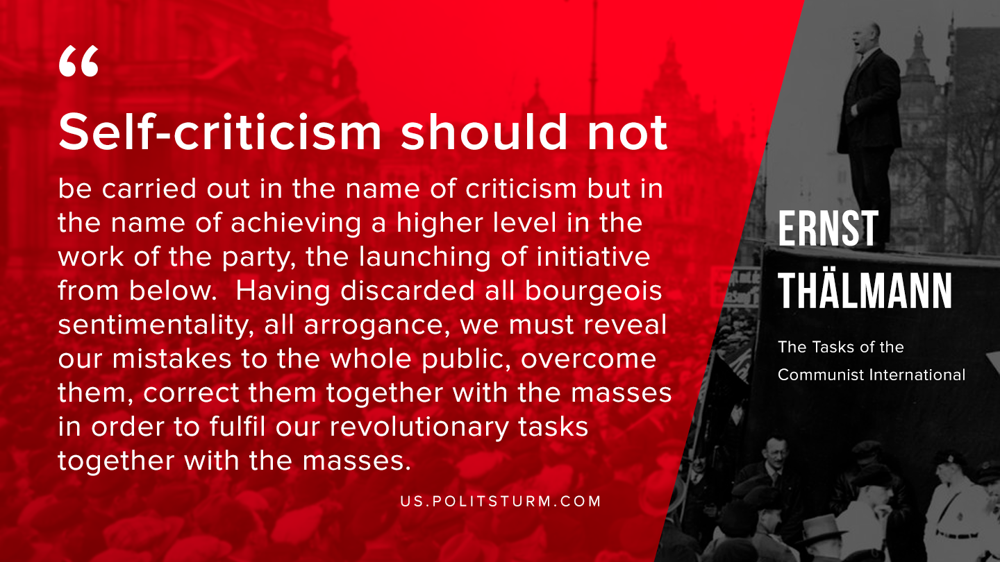 “
Self-criticism should not
be carried out in the name of criticism but in
the name of achieving a higher level in the
work of the party, the launching of initiative
from below.  Having discarded all bourgeois
sentimentality, all arrogance, we must reveal
our mistakes to the whole public, overcome
them, correct them together with the masses
in order to fulfil our revolutionary tasks
together with the masses.
US.POLITSTURM.COM
ERNST
THÄLMANN
The Tasks of the
Communist International